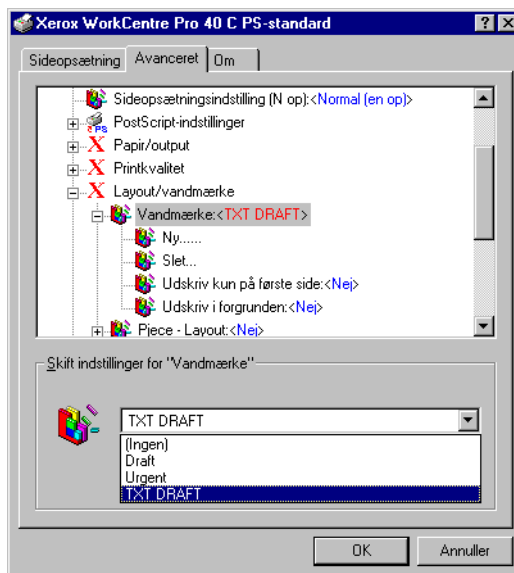 Xerox WorkCentre Pro 40 C PS-standard
Sideopsætning Avanceret Om
Sideopsætningsindstilling (N op):<Normal (en op)>
PostScript-indstillinger
Papir/output
Printkvalitet
Layout/vandmærke
Vandmærke:<TXT DRAFT>
Ny......
Slet...
Udskriv kun på første side:<Nej>
Udskriv i forgrunden:<Nej>
Pjece - Layout:<Nej>
Skift indstillinger for "Vandmærke"
TXT DRAFT
(Ingen)
Draft
Urgent
TXT DRAFT
OK Annuller